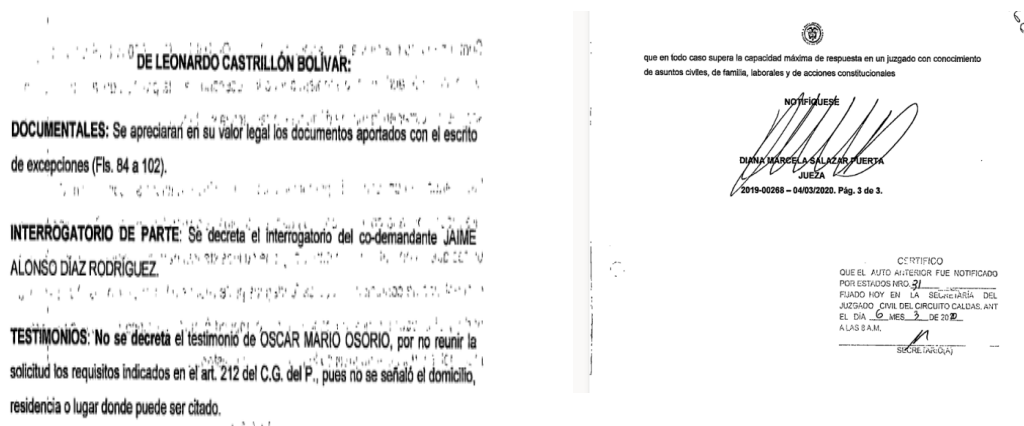 DE LEONARDO CASTRILLÓN BOLÍVAR:
DOCUMENTALES: Se apreciaran en su valor legal los documentos aportados con el escrito
de excepciones (Fls. 84 a 102).
INTERROGATORIO DE PARTE: Se decreta el interrogatorio del co-demandante JAIME
ALONSO DÍAZ RODRÍGUEZ.
TESTIMONIOS: No se decreta el testimonio de OSCAR MARIO OSORIO, por no reunir la
solicitud los requisitos indicados en el art. 212 del C.G. del P., pues no se señaló el domicilio,
residencia o lugar donde puede ser citado.
que en todo caso supera la capacidad máxima de respuesta en un juzgado con conocimiento
de asuntos civiles, de familia, laborales y de acciones constitucionales
NOTIFÍQUESE
DIANA MARCELA SALAZAR PUERTA
JUEZA
2019-00268 – 04/03/2020. Pág. 3 de 3.
CERTIFICO
QUE EL AUTO ANTERIOR FUE NOTIFICADO
POR ESTADOS NRO. 31
FIJADO HOY EN LA SECRETARÍA DEL
JUZGADO CIVIL DEL CIRCUITO CALDAS, ANT
EL DÍA 6 MES 3 DE 2020
A LAS 8 A.M.
SECRETARIO(A)